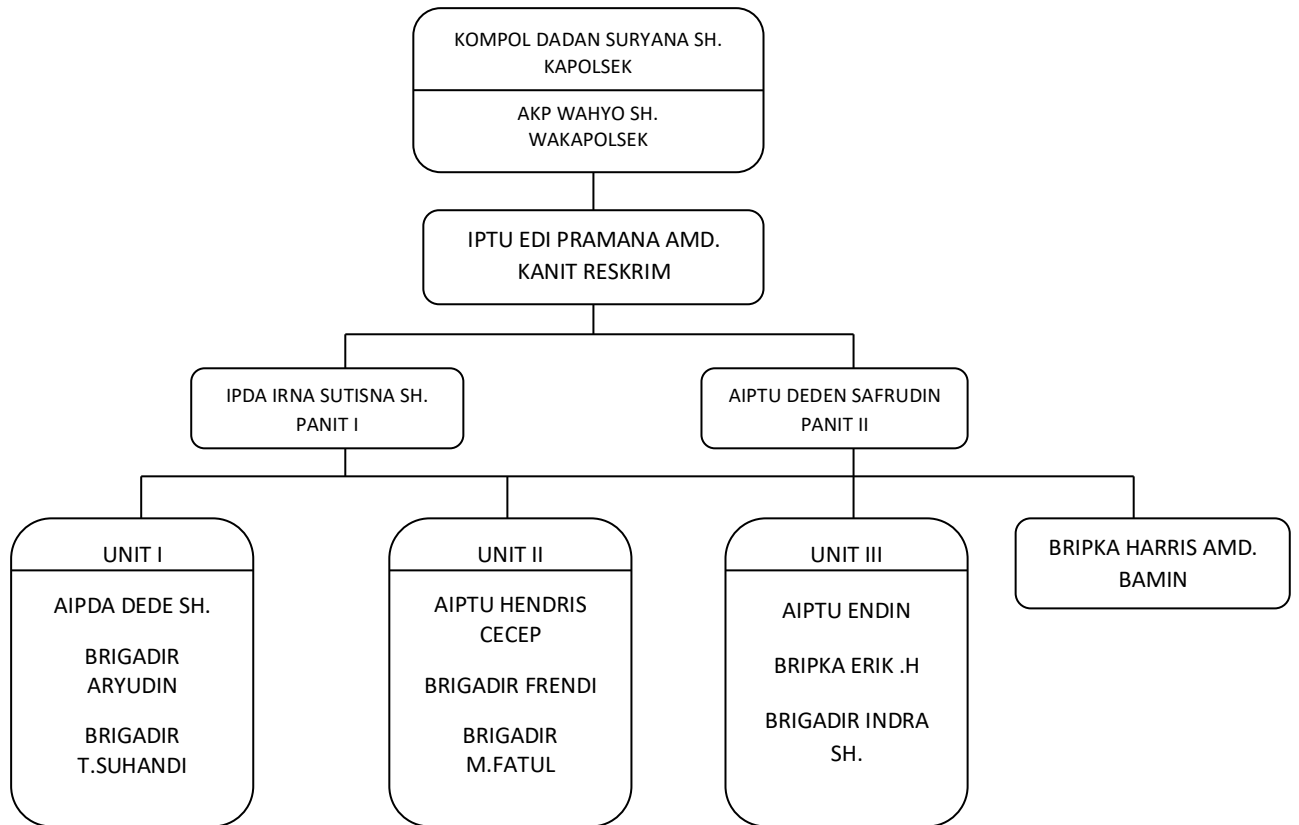 KOMPOL DADAN SURYANA SH.
KAPOLSEK
AKP WAHYO SH.
WAKAPOLSEK
IPTU EDI PRAMANA AMD.
KANIT RESKRIM
IPDA IRNA SUTISNA SH.
PANIT I
AIPTU DEDEN SAFRUDIN
PANIT II
UNIT I
AIPDA DEDE SH.
BRIGADIR
ARYUDIN
BRIGADIR
T.SUHANDI
UNIT II
AIPTU HENDRIS
CECEP
BRIGADIR FRENDI
BRIGADIR
M.FATUL
UNIT III
AIPTU ENDIN
BRIPKA ERIK .H
BRIGADIR INDRA
SH.
BRIPKA HARRIS AMD.
BAMIN